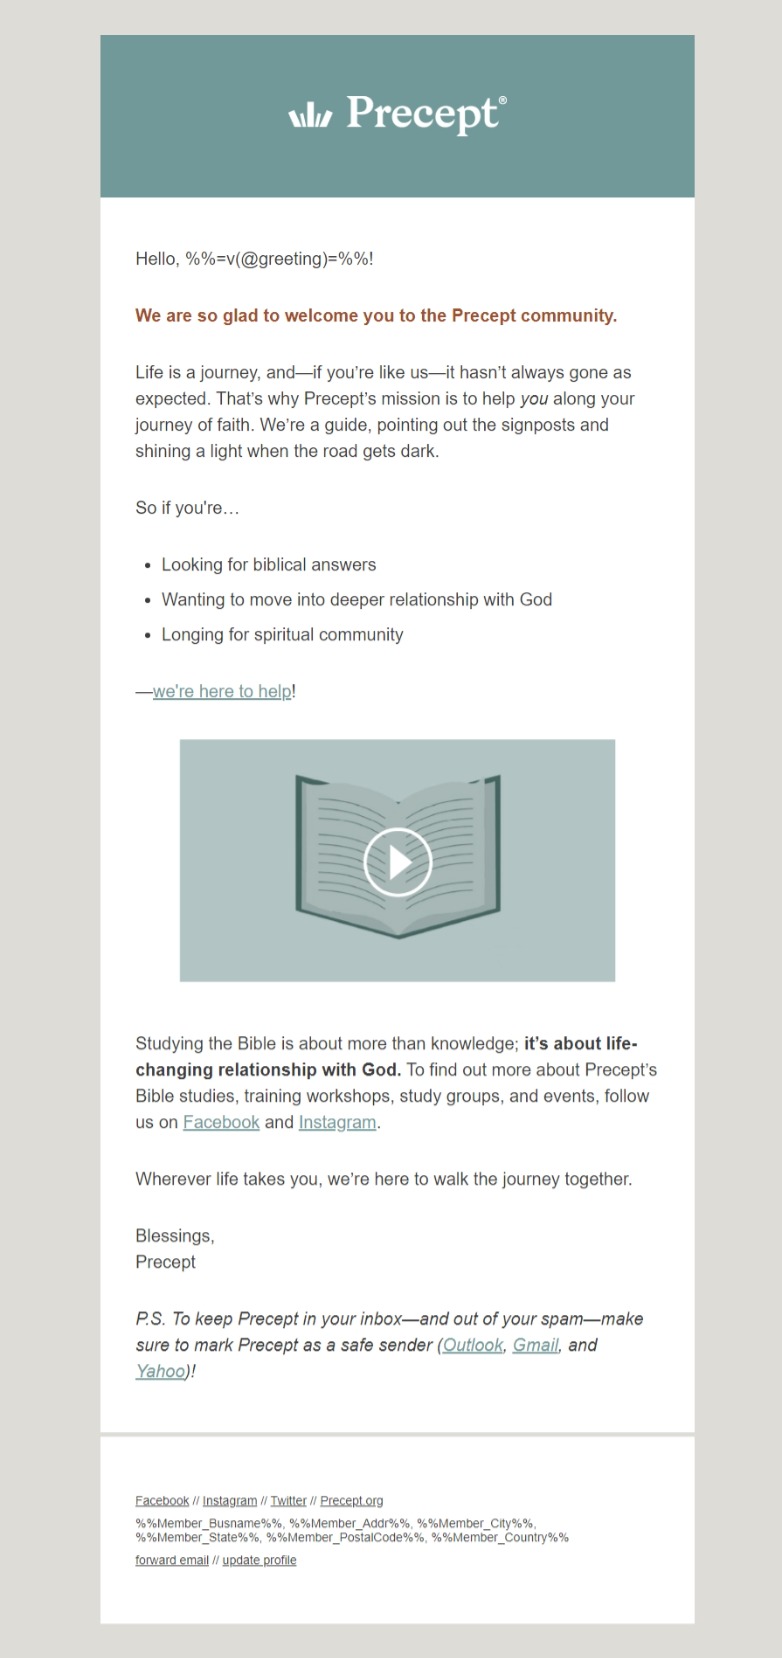 Precept®
Hello, %%=v(@greeting)=%%!
We are so glad to welcome you to the Precept community.
Life is a journey, and—if you’re like us—it hasn’t always gone as
expected. That’s why Precept’s mission is to help you along your
journey of faith. We’re a guide, pointing out the signposts and
shining a light when the road gets dark.
So if you're…
• Looking for biblical answers
• Wanting to move into deeper relationship with God
• Longing for spiritual community
—we're here to help!
Studying the Bible is about more than knowledge; it’s about life-
changing relationship with God. To find out more about Precept’s
Bible studies, training workshops, study groups, and events, follow
us on Facebook and Instagram.
Wherever life takes you, we’re here to walk the journey together.
Blessings,
Precept
P.S. To keep Precept in your inbox—and out of your spam—make
sure to mark Precept as a safe sender (Outlook, Gmail, and
Yahoo)!
Facebook // Instagram // Twitter // Precept.org
%%Member_Busname%%, %%Member_Addr%%, %%Member_City%%,
%%Member_State%%, %%Member_PostalCode%%, %%Member_Country%%
forward email // update profile